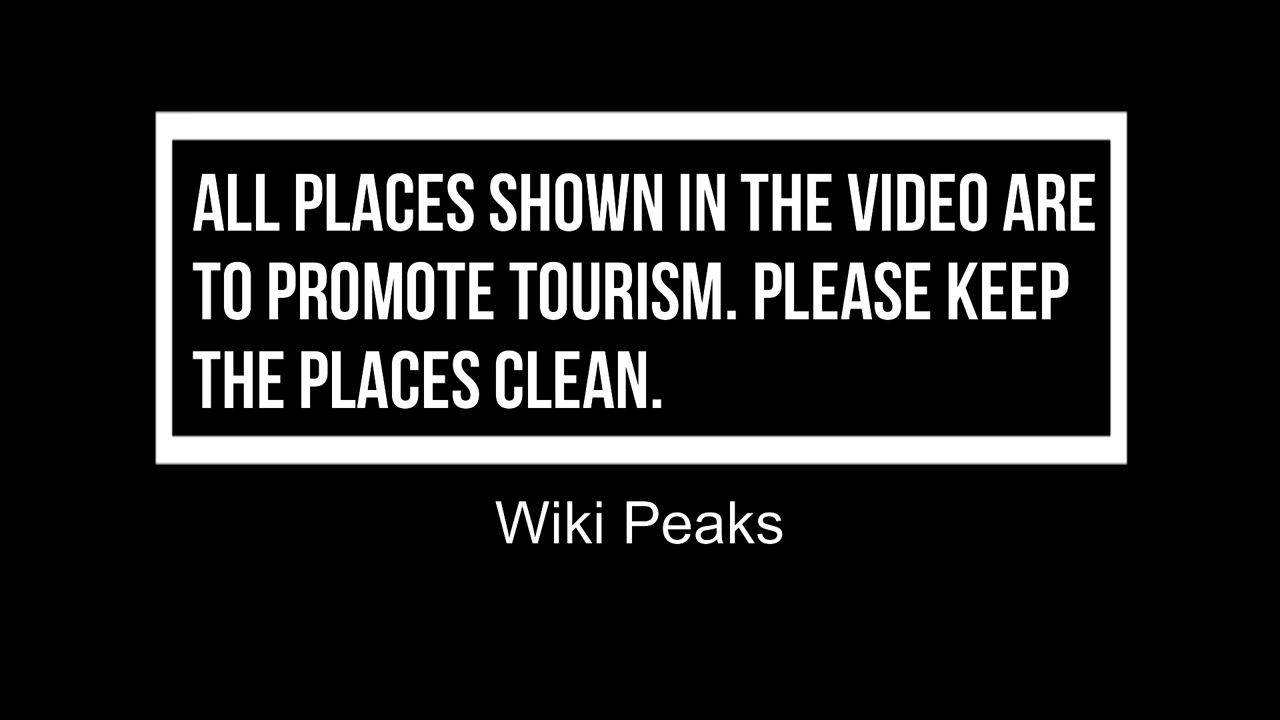 ALL PLACES SHOWN IN THE VIDEO ARE
TO PROMOTE TOURISM. PLEASE KEEP
THE PLACES CLEAN.
Wiki Peaks